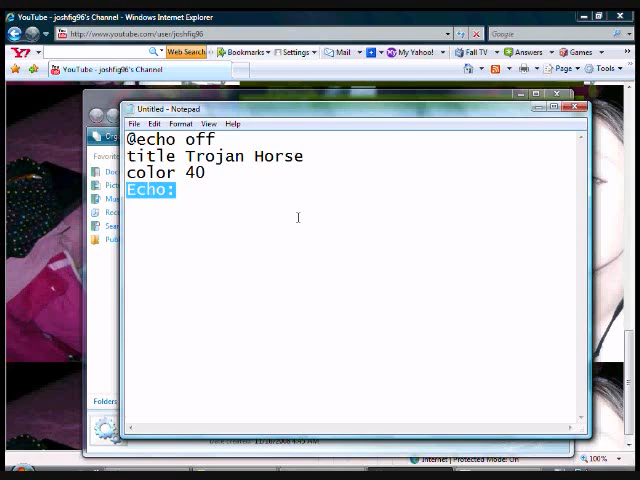 YouTube - joshfig96's Channel - Windows Internet Explorer
http://www.youtube.com/user/joshfig96
Google
Y! Web Search Bookmarks Settings Mail My Yahoo! Fall TV Answers Games
YouTube - joshfig96's Channel
Page Tools
Untitled - Notepad
File Edit Format View Help
@echo off
title Trojan Horse
color 40
Echo:
Favorite
Folders
Internet | Protected Mode: On
100%